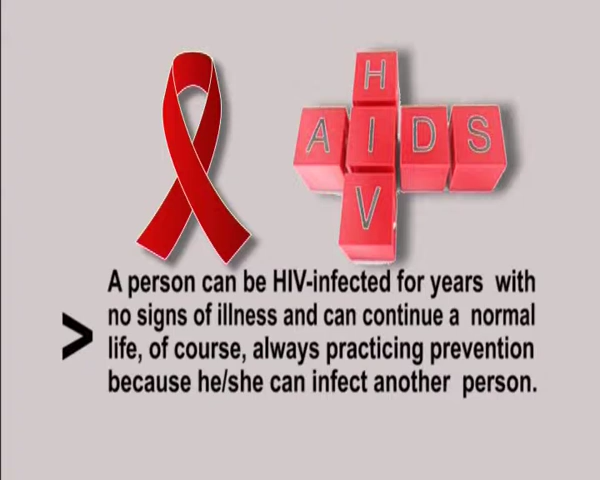 H
A I D S
V
A person can be HIV-infected for years with
no signs of illness and can continue a normal
> life, of course, always practicing prevention
because he/she can infect another person.